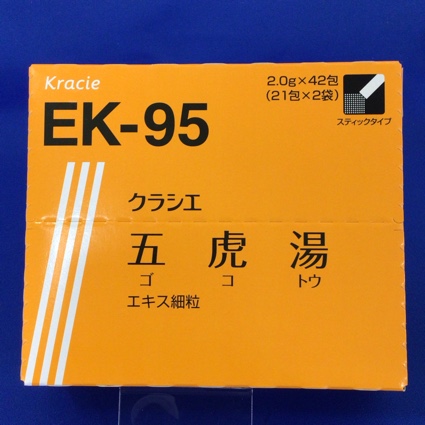 Kracie
2.0g×42包
(21包×2袋)
EK-95
スティックタイプ
クラシエ
五虎湯
ゴ コ トウ
エキス細粒